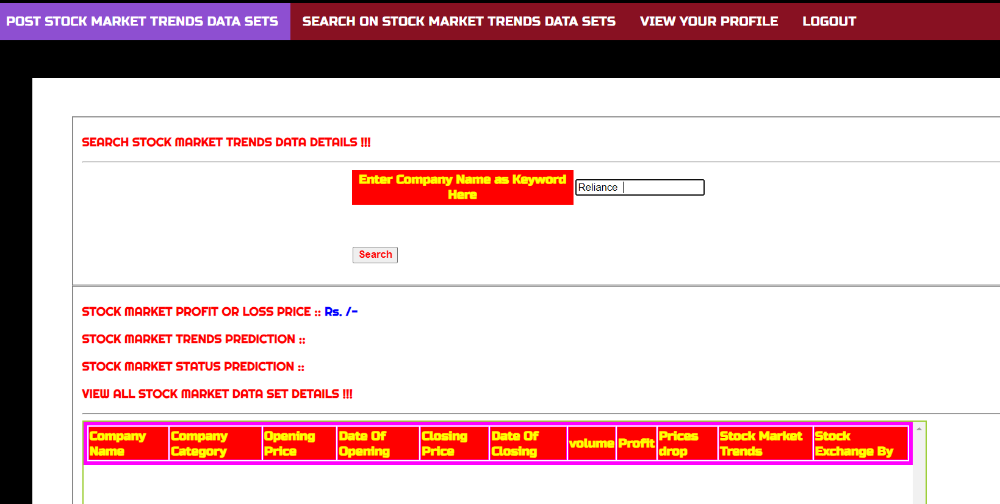 POST STOCK MARKET TRENDS DATA SETS SEARCH ON STOCK MARKET TRENDS DATA SETS VIEW YOUR PROFILE LOGOUT
SEARCH STOCK MARKET TRENDS DATA DETAILS !!!
Enter Company Name as Keyword
Here
Reliance
Search
STOCK MARKET PROFIT OR LOSS PRICE :: Rs. /-
STOCK MARKET TRENDS PREDICTION ::
STOCK MARKET STATUS PREDICTION ::
VIEW ALL STOCK MARKET DATA SET DETAILS !!!
Company
Name
Company
Category
Opening
Price
Date Of
Opening
Closing
Price
Date Of
Closing
volume
Profit
Prices
drop
Stock Market
Trends
Stock
Exchange By